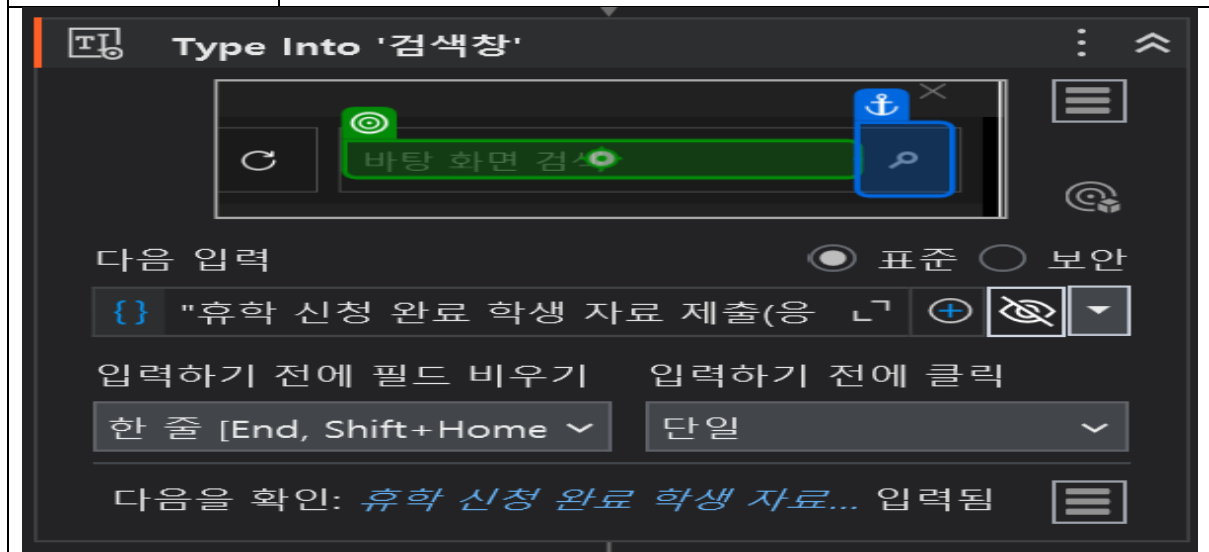 Type Into '검색창'
바탕 화면 검색
다음 입력
표준 보안
"휴학 신청 완료 학생 자료 제출(응
입력하기 전에 필드 비우기 입력하기 전에 클릭
한 줄 [End, Shift+Home 단일
다음을 확인: 휴학 신청 완료 학생 자료... 입력됨